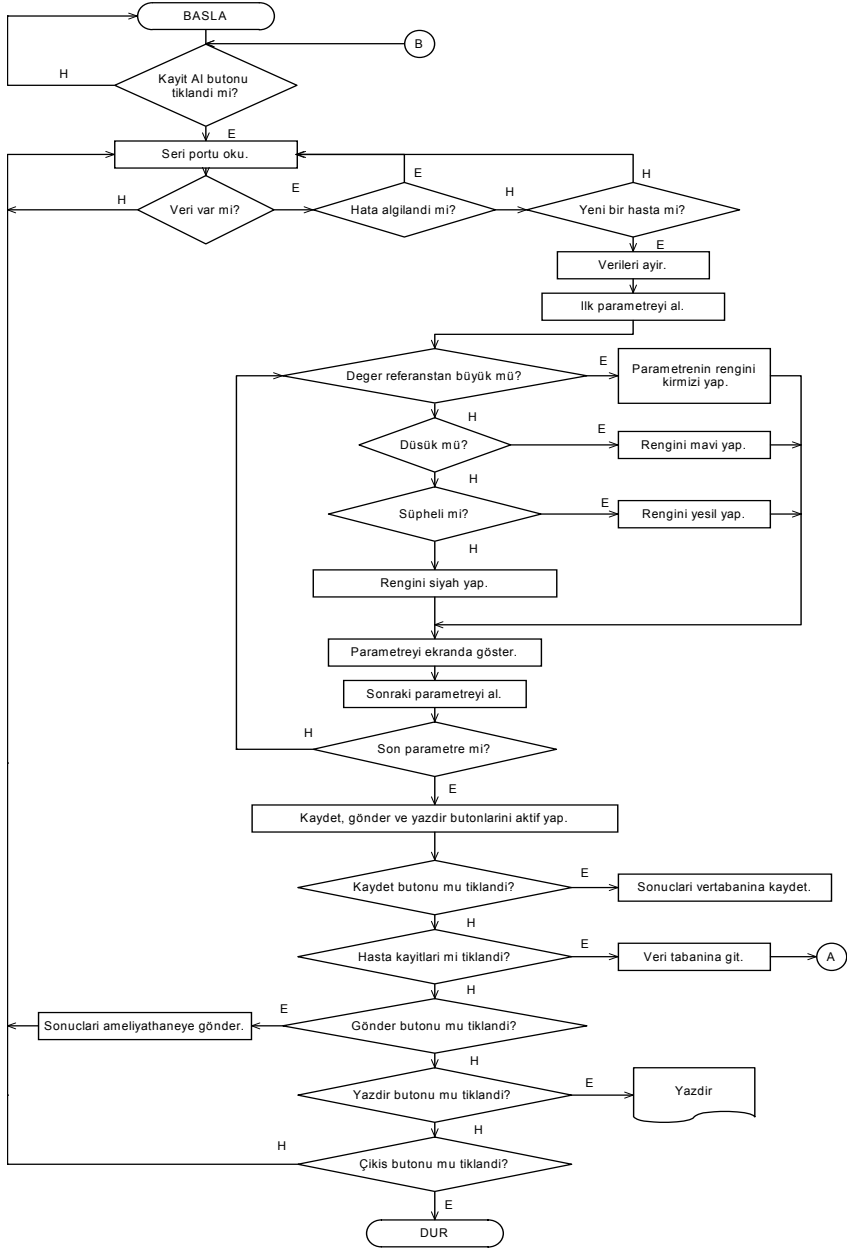 BASLA
B
H
Kayit Al butonu
tiklandi mi?
E
Seri portu oku.
H
Veri var mi?
E
E
Hata algilandi mi?
H
H
Yeni bir hasta mi?
E
Verileri ayir.
Ilk parametreyi al.
Deger referanstan büyük mü?
E
Parametrenin rengini
kirmizi yap.
H
Düsük mü?
E
Rengini mavi yap.
H
Süpheli mi?
E
Rengini yesil yap.
H
Rengini siyah yap.
Parametreyi ekranda göster.
Sonraki parametreyi al.
H
Son parametre mi?
E
Kaydet, gönder ve yazdir butonlarini aktif yap.
Kaydet butonu mu tiklandi?
E
Sonuclari vertabanina kaydet.
H
Hasta kayitlari mi tiklandi?
E
Veri tabanina git.
A
H
Sonuclari ameliyathaneye gönder.
E
Gönder butonu mu tiklandi?
H
Yazdir butonu mu tiklandi?
E
Yazdir
H
H
Çikis butonu mu tiklandi?
E
DUR